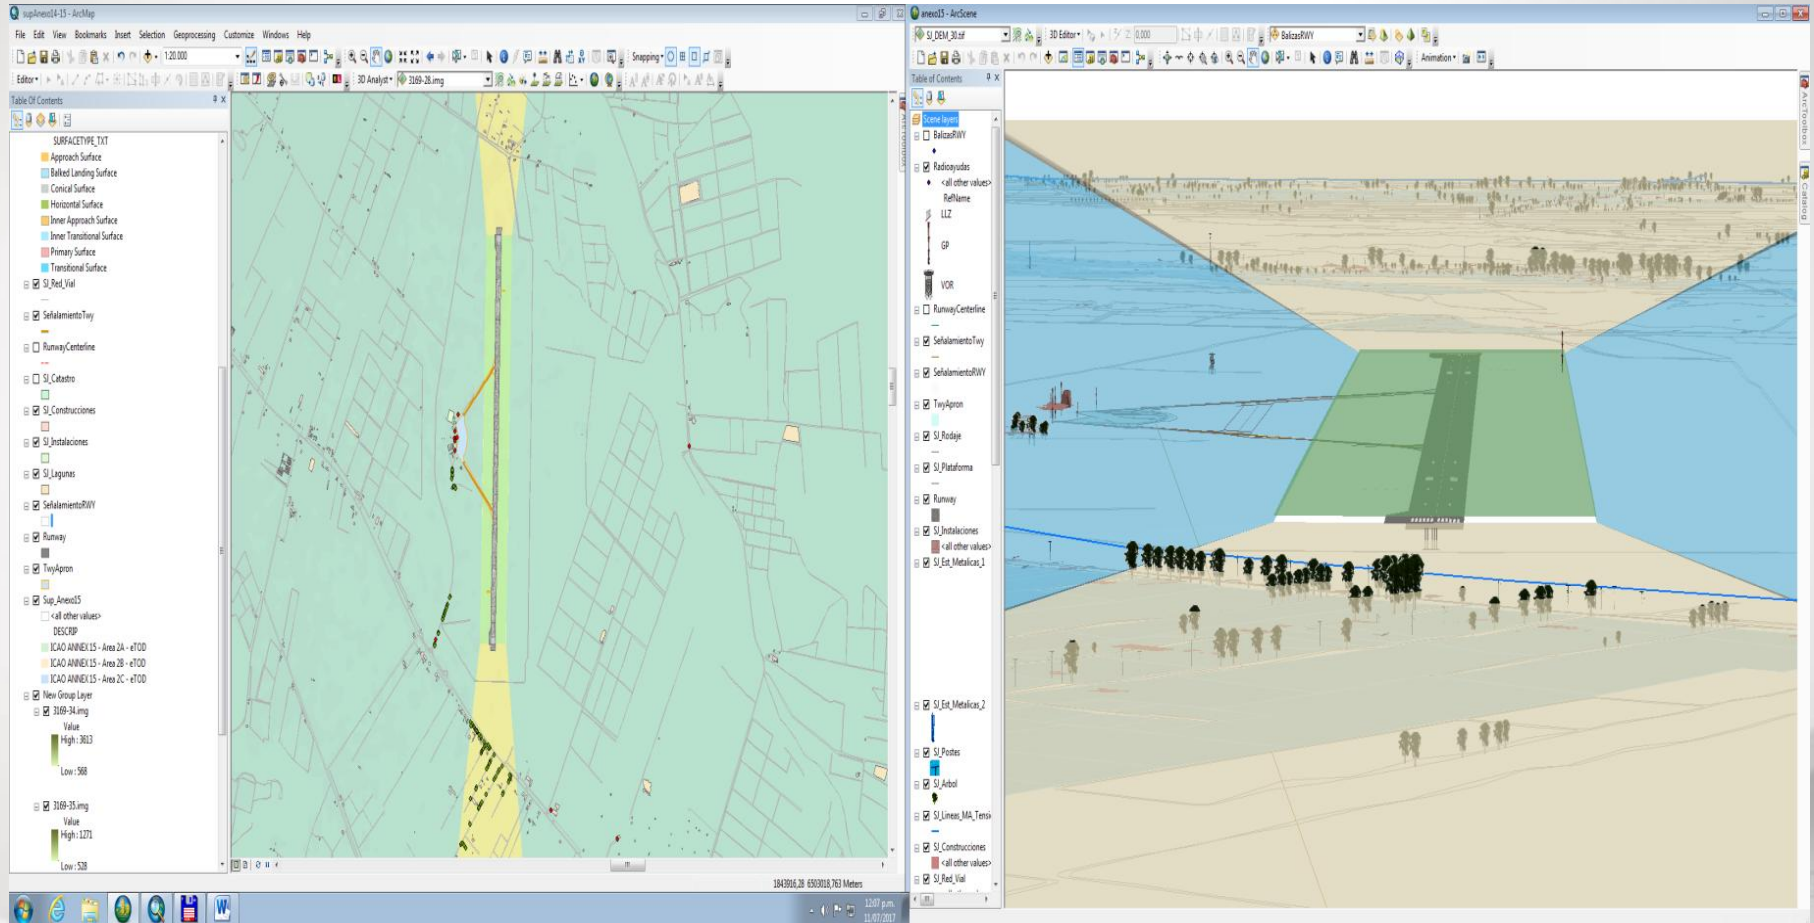 supAnexo14-15 - ArcMap
File Edit View Bookmarks Insert Selection Geoprocessing Customize Windows Help
1:20.000
Snapping
Editor
3D Analyst
3169-28.img
Table Of Contents
SURFACETYPE_TXT
Approach Surface
Balked Landing Surface
Conical Surface
Horizontal Surface
Inner Approach Surface
Inner Transitional Surface
Primary Surface
Transitional Surface
SJ_Red_Vial
SeñalamientoTwy
RunwayCenterline
SJ_Catastro
SJ_Construcciones
SJ_Instalaciones
SJ_Lagunas
SeñalamientoRWY
Runway
TwyApron
Sup_Anexo15
<all other values>
DESCRIP
ICAO ANNEX 15 - Area 2A - eTOD
ICAO ANNEX 15 - Area 2B - eTOD
ICAO ANNEX 15 - Area 2C - eTOD
New Group Layer
3169-34.img
Value
High : 3613
Low : 568
3169-35.img
Value
High : 1271
Low : 528
1843916,28 6503018,763 Meters
12:07 p.m.
11/07/2017
anexo15 - ArcScene
SJ_DEM_30.tif
3D Editor
0,000
BalizasRWY
Animation
Table of Contents
Scene layers
BalizasRWY
Radioayudas
<all other values>
RefName
LLZ
GP
VOR
RunwayCenterline
SeñalamientoTwy
SeñalamientoRWY
TwyApron
SJ_Rodaje
SJ_Plataforma
Runway
SJ_Instalaciones
<all other values>
SJ_Est_Metalicas_1
SJ_Est_Metalicas_2
SJ_Postes
SJ_Arbol
SJ_Lineas_MA_Tensi
SJ_Construcciones
<all other values>
SJ_Red_Vial
ArcToolbox
Catalog